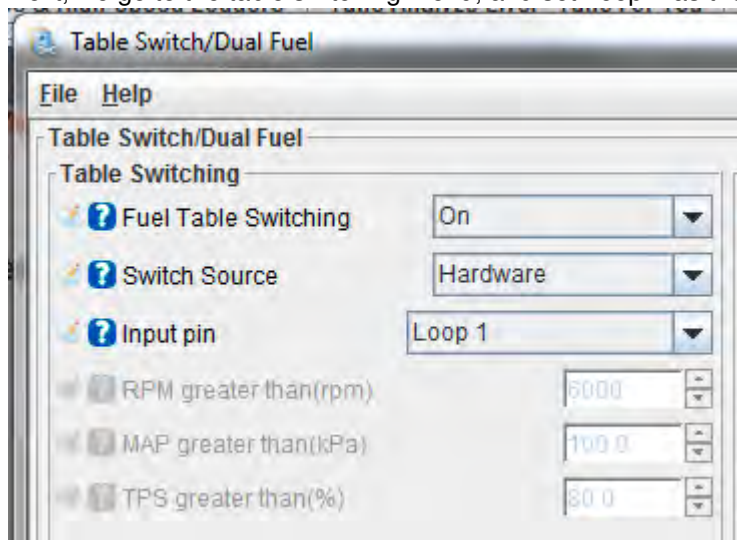 Table Switch/Dual Fuel
File Help
Table Switch/Dual Fuel
Table Switching
Fuel Table Switching On
Switch Source Hardware
Input pin Loop 1
RPM greater than(rpm) 6000
MAP greater than(kPa) 100.0
TPS greater than(%) 80.0